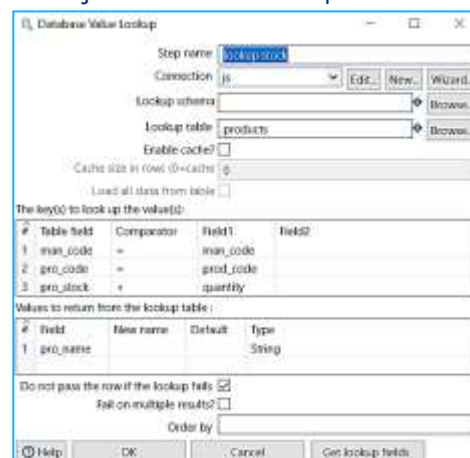 Database Value Lookup
Step name lookup stock
Connection js Edit... New... Wizard...
Lookup schema Browse...
Lookup table products Browse...
Enable cache?
Cache size in rows (0=cache 0
Load all data from table
The key(s) to look up the value(s):
# Table field Comparator Field1 Field2
1 man_code = man_code
2 pro_code = prod_code
3 pro_stock quantity
Values to return from the lookup table :
# Field New name Default Type
1 pro_name String
Do not pass the row if the lookup fails
Fail on multiple results?
Order by
Help OK Cancel Get lookup fields